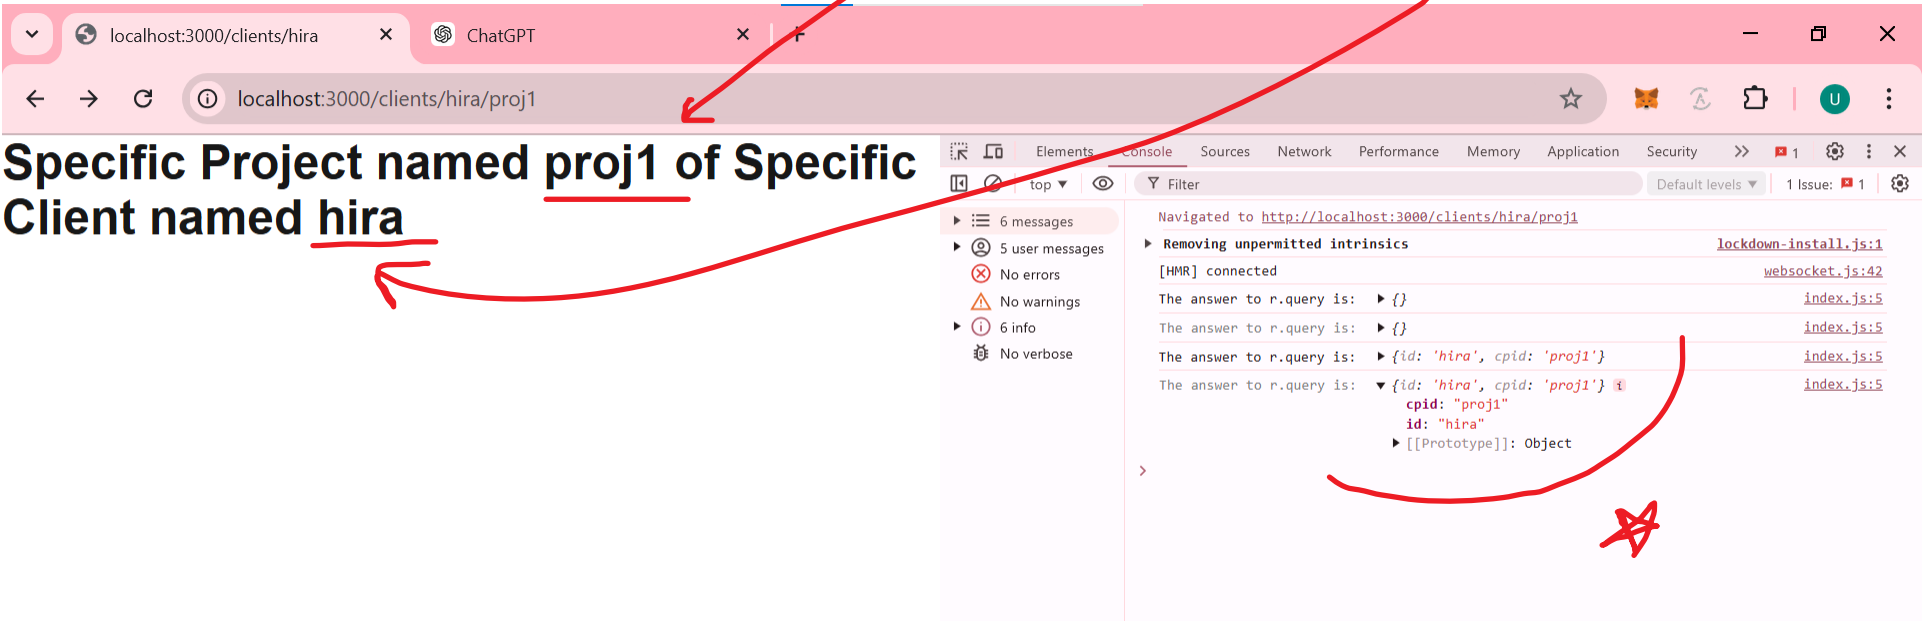 localhost:3000/clients/hira
ChatGPT
localhost:3000/clients/hira/proj1
U
Specific Project named proj1 of Specific
Client named hira
Elements Console Sources Network Performance Memory Application Security 1
top Filter Default levels 1 Issue: 1
6 messages
5 user messages
No errors
No warnings
6 info
No verbose
Navigated to http://localhost:3000/clients/hira/proj1
Removing unpermitted intrinsics lockdown-install.js:1
[HMR] connected websocket.js:42
The answer to r.query is: {} index.js:5
The answer to r.query is: {} index.js:5
The answer to r.query is: {id: 'hira', cpid: 'proj1'} index.js:5
The answer to r.query is: {id: 'hira', cpid: 'proj1'} i index.js:5
cpid: "proj1"
id: "hira"
[[Prototype]]: Object